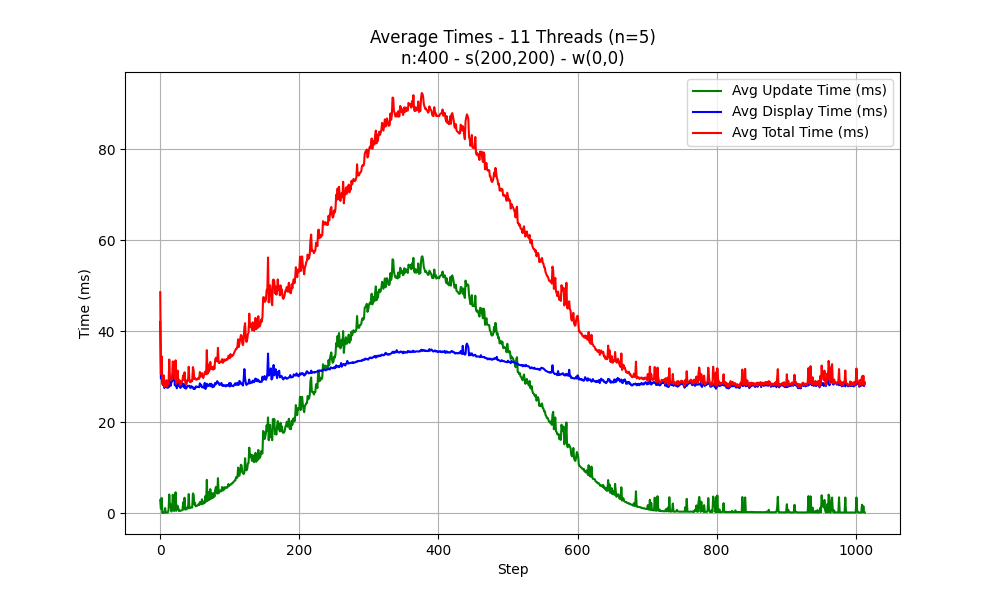 Average Times - 11 Threads (n=5)
n:400 - s(200,200) - w(0,0)
Avg Update Time (ms)
Avg Display Time (ms)
Avg Total Time (ms)
Time (ms)
80
60
40
20
0
0 200 400 600 800 1000
Step